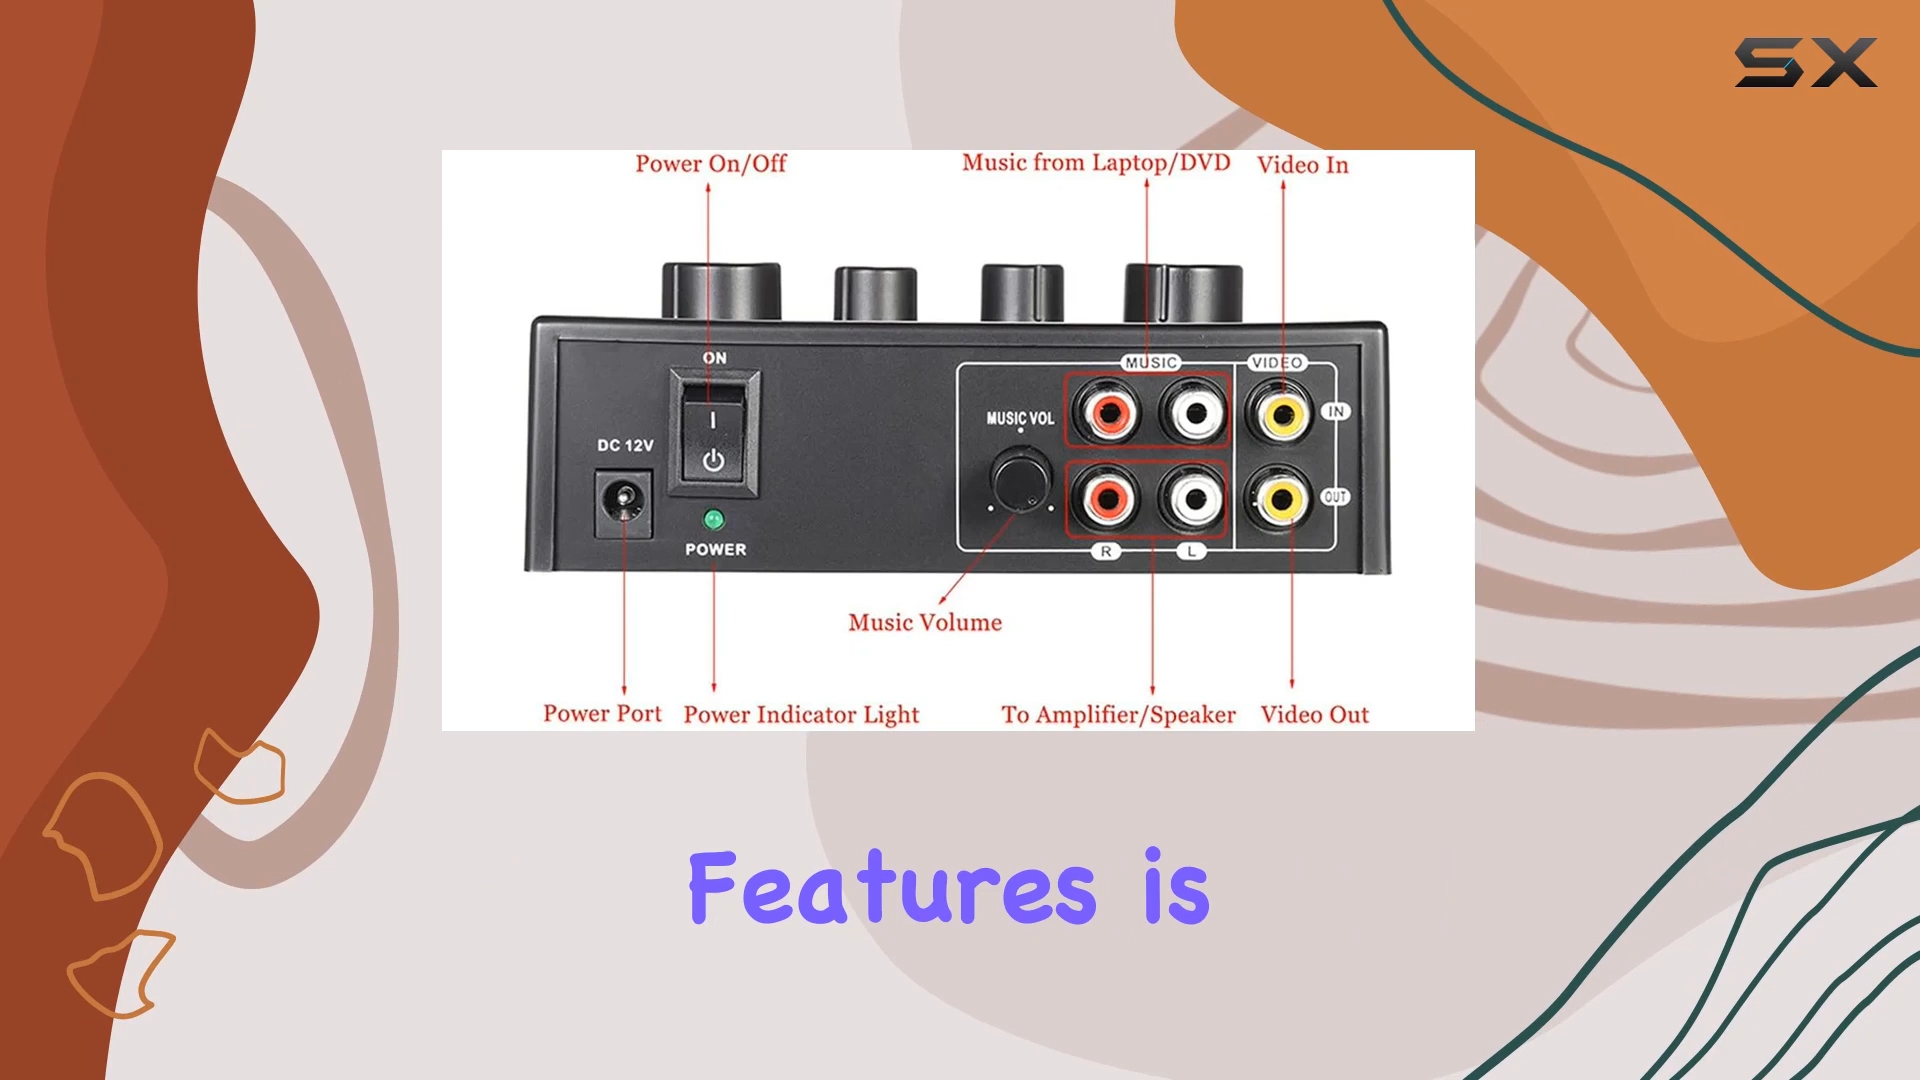 SX
Power On/Off
Music from Laptop/DVD
Video In
ON
MUSIC
VIDEO
IN
MUSIC VOL
DC 12V
OUT
POWER
R
L
Music Volume
Power Port
Power Indicator Light
To Amplifier/Speaker
Video Out
Features is